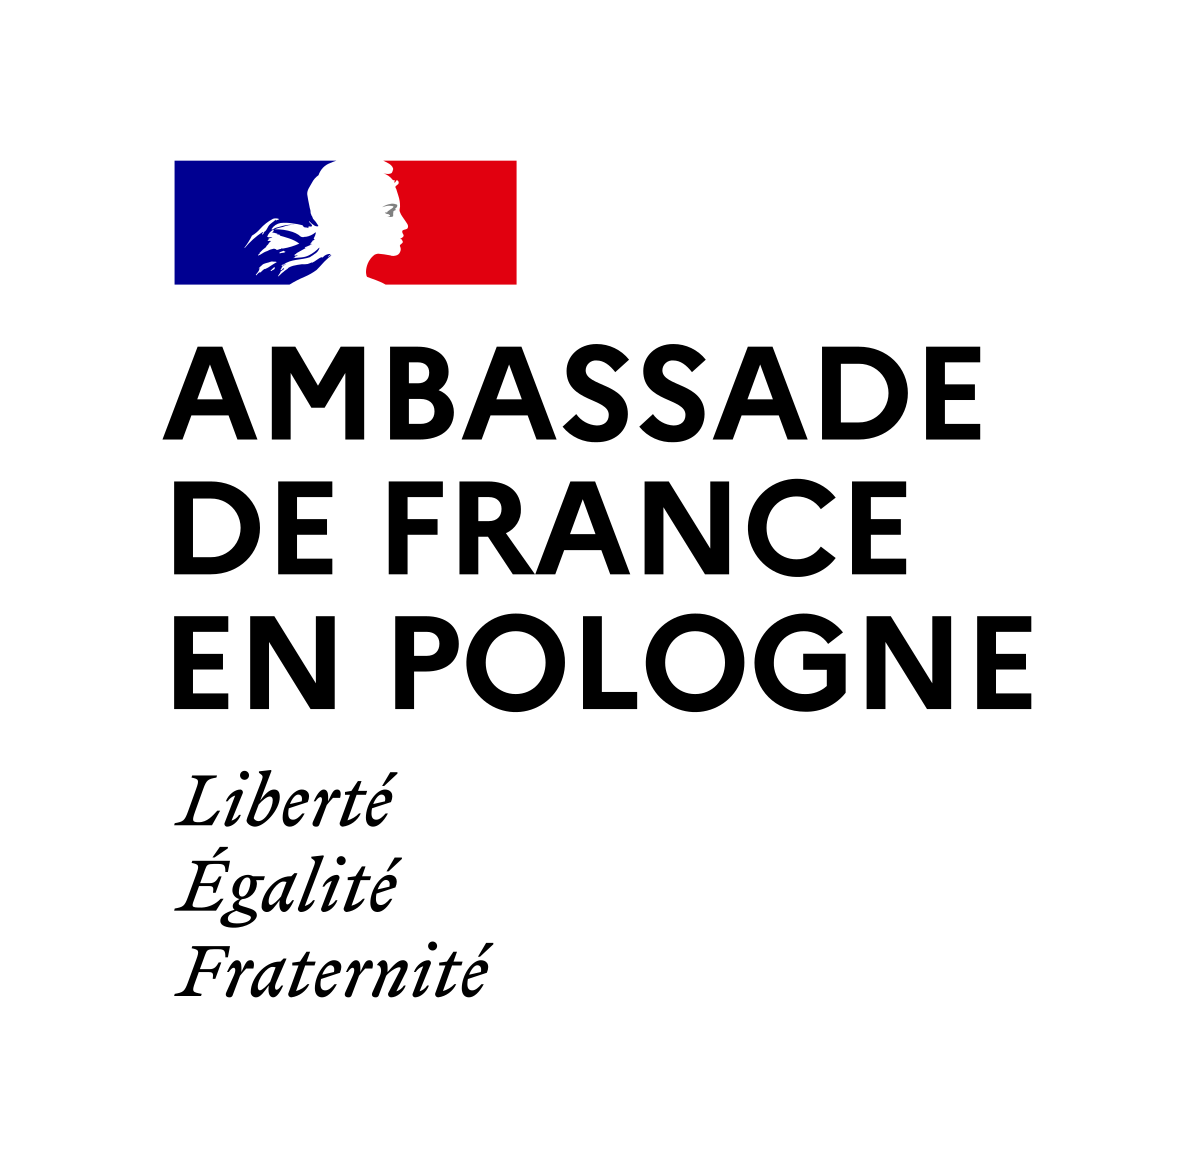 AMBASSADE
DE FRANCE
EN POLOGNE
Liberté
Égalité
Fraternité